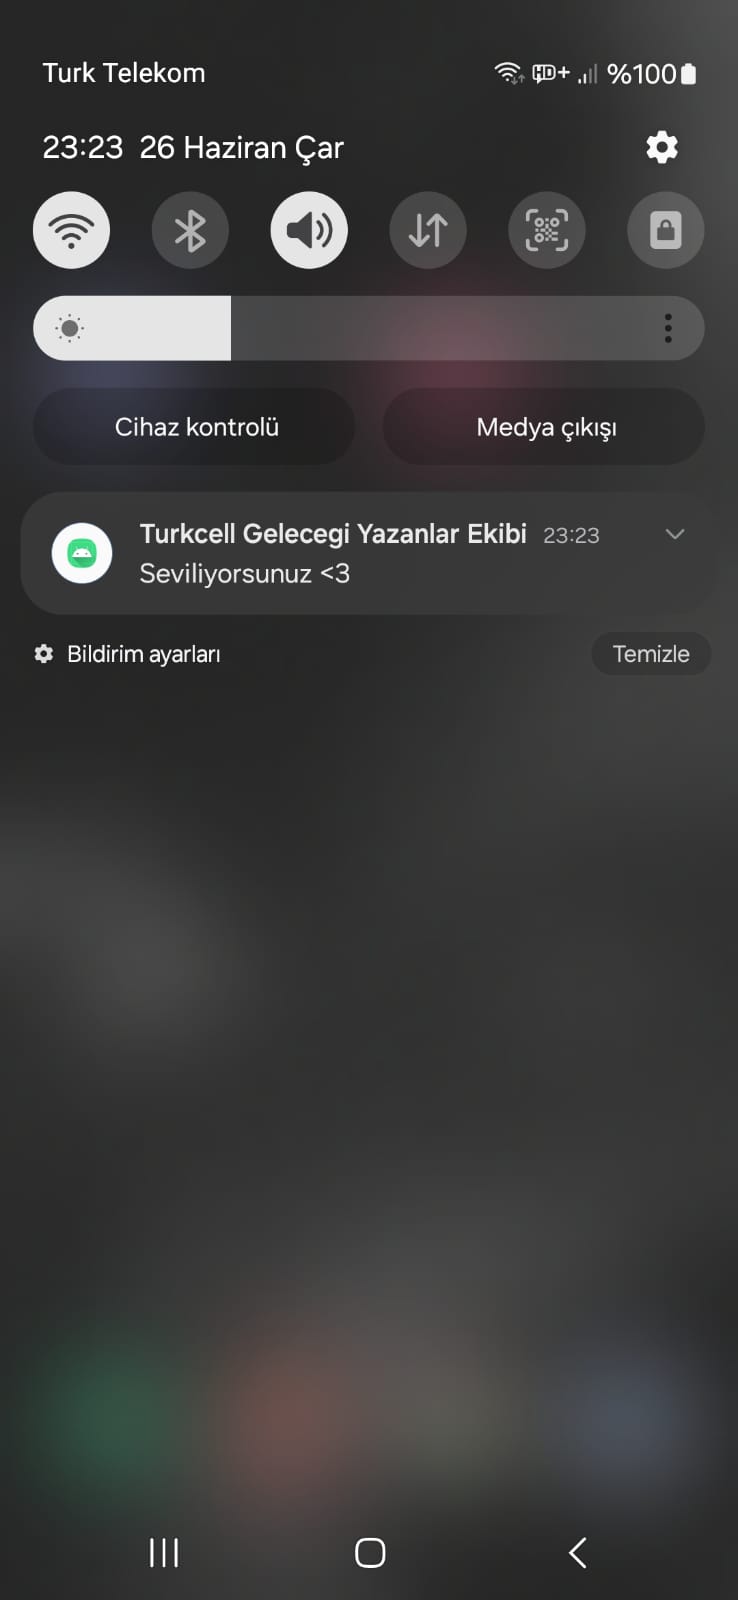 Turk Telekom
HD+ %100
23:23 26 Haziran Çar
Cihaz kontrolü
Medya çıkışı
Turkcell Gelecegi Yazanlar Ekibi 23:23
Seviliyorsunuz <3
Bildirim ayarları
Temizle